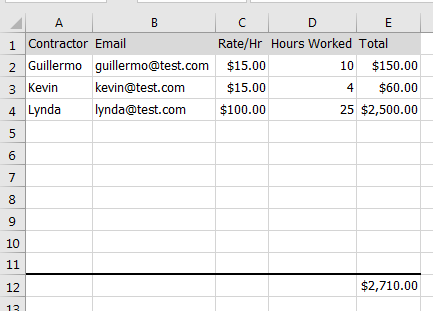 A B C D E
1 Contractor Email Rate/Hr Hours Worked Total
2 Guillermo guillermo@test.com $15.00 10 $150.00
3 Kevin kevin@test.com $15.00 4 $60.00
4 Lynda lynda@test.com $100.00 25 $2,500.00
5
6
7
8
9
10
11
12 $2,710.00
13